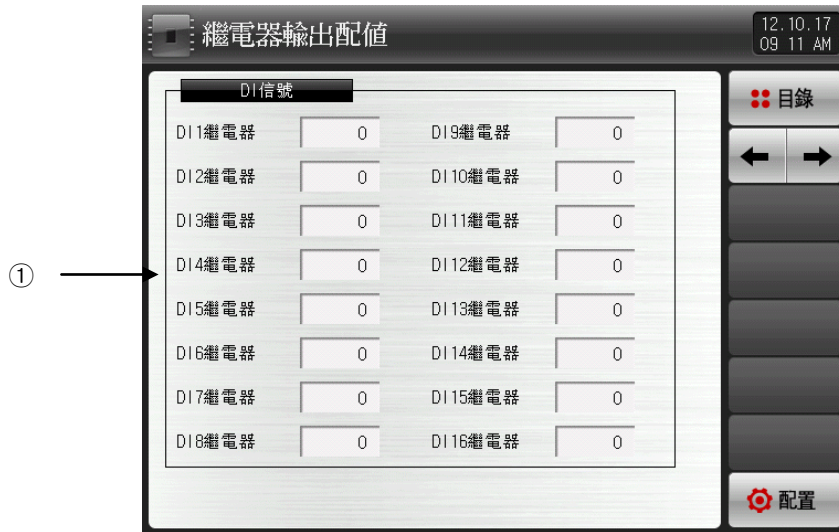 繼電器輸出配值
12.10.17
09 11 AM
DI信號
DI1繼電器 0 DI9繼電器 0
DI2繼電器 0 DI10繼電器 0
DI3繼電器 0 DI11繼電器 0
DI4繼電器 0 DI12繼電器 0
DI5繼電器 0 DI13繼電器 0
DI6繼電器 0 DI14繼電器 0
DI7繼電器 0 DI15繼電器 0
DI8繼電器 0 DI16繼電器 0
目錄
配置
①